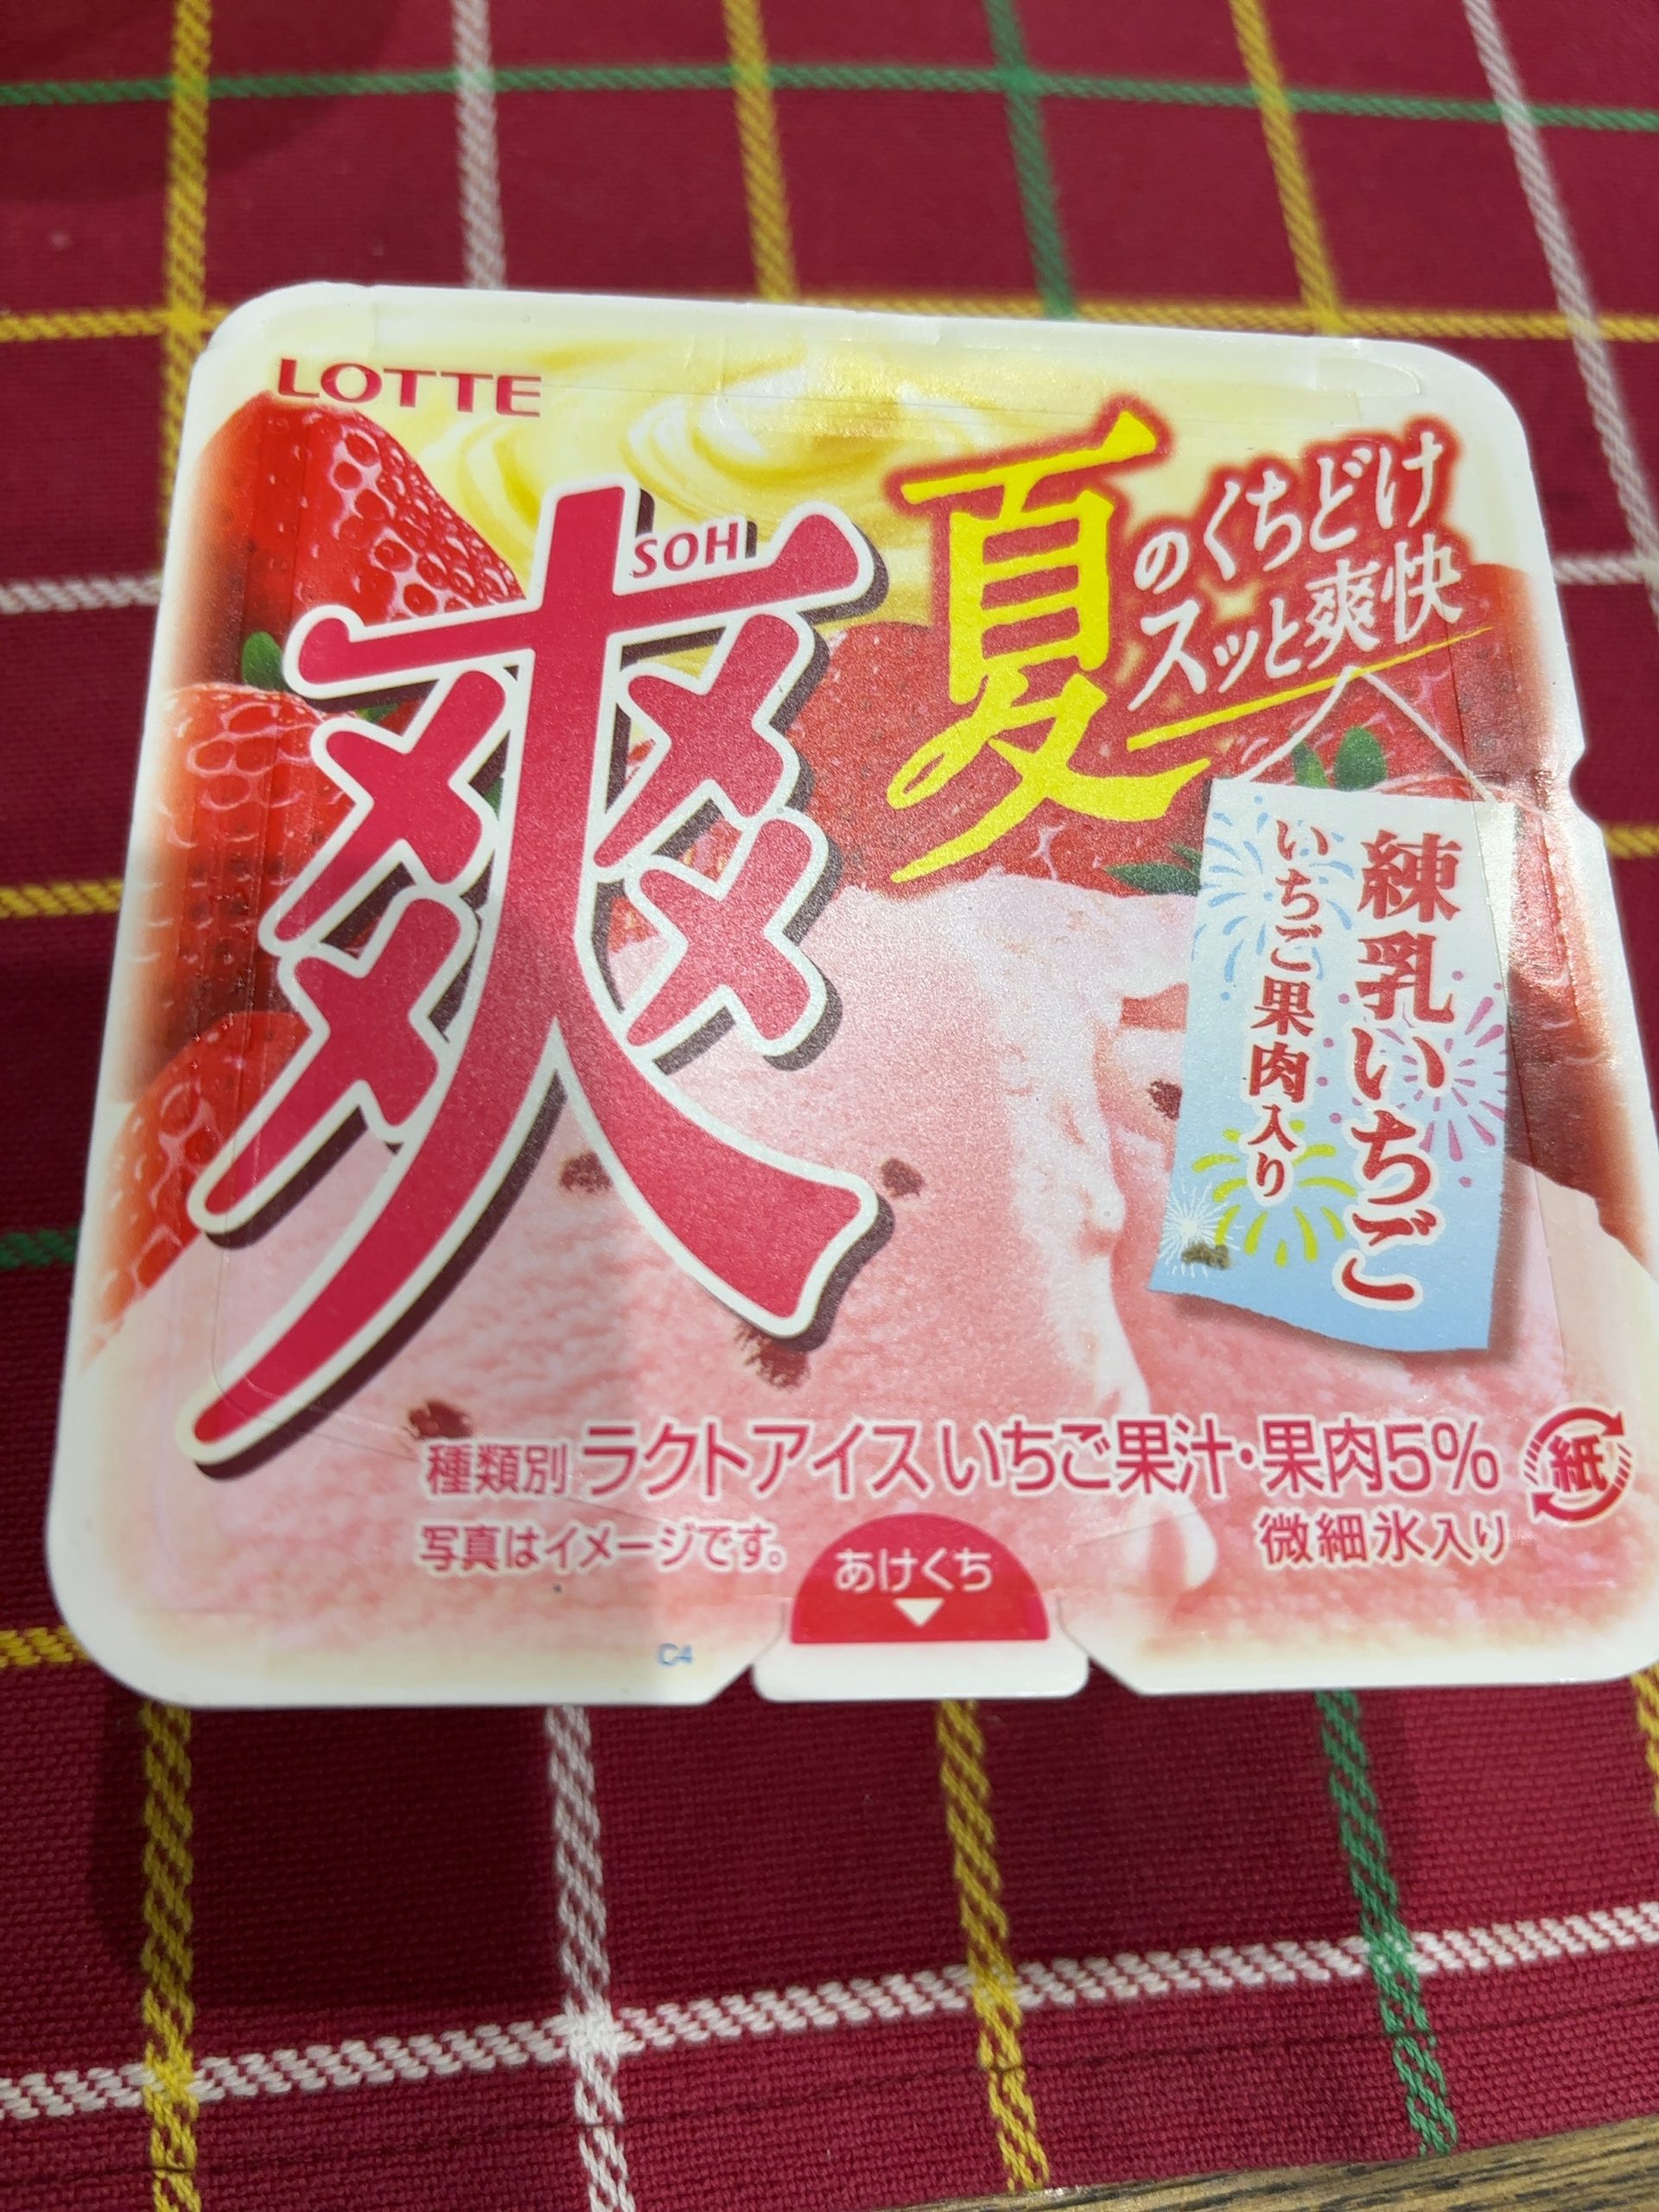 LOTTE
爽
SOH
夏のくちどけ
スッと爽快
練乳いちご
いちご果肉入り
種類別 ラクトアイス いちご果汁・果肉5%
写真はイメージです。
微細氷入り
紙
あけくち
C4